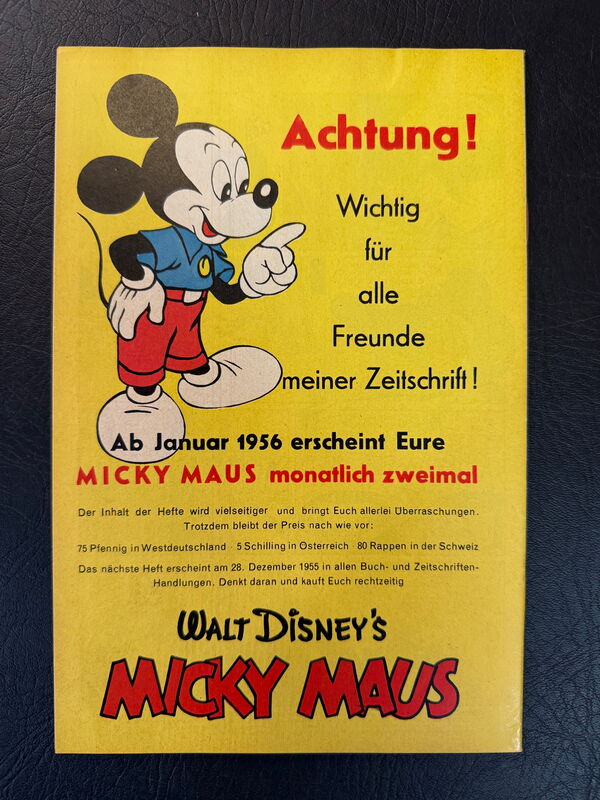 Achtung!
Wichtig
für
alle
Freunde
meiner Zeitschrift!
Ab Januar 1956 erscheint Eure
MICKY MAUS monatlich zweimal
Der Inhalt der Hefte wird vielseitiger und bringt Euch allerlei Überraschungen.
Trotzdem bleibt der Preis nach wie vor:
75 Pfennig in Westdeutschland · 5 Schilling in Österreich · 80 Rappen in der Schweiz
Das nächste Heft erscheint am 28. Dezember 1955 in allen Buch- und Zeitschriften-
Handlungen. Denkt daran und kauft Euch rechtzeitig
WALT DISNEY'S
MICKY MAUS